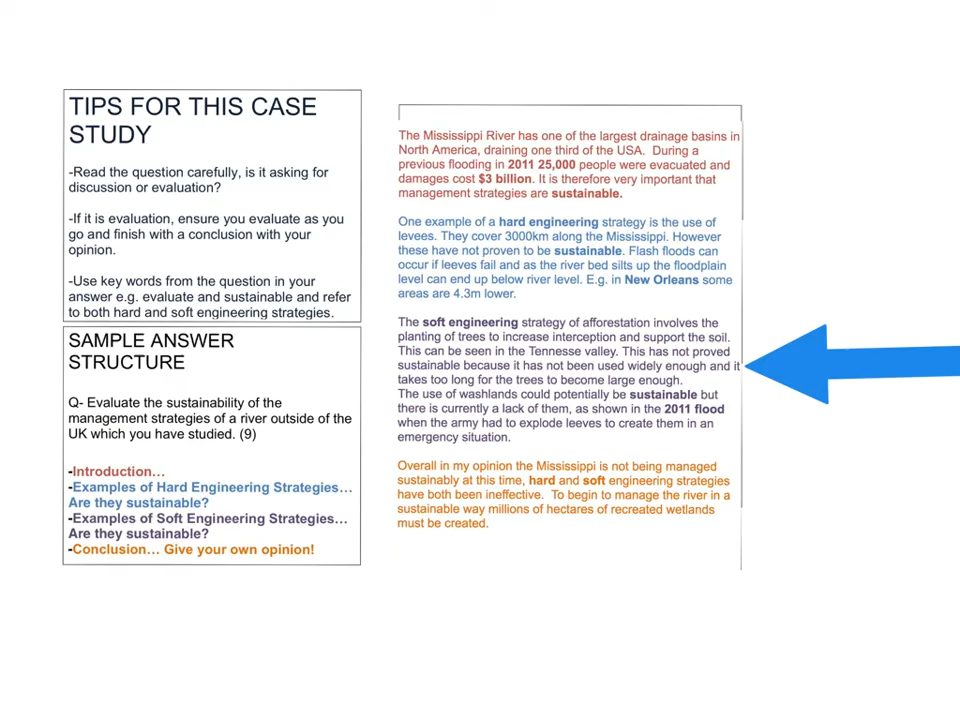 TIPS FOR THIS CASE
STUDY
-Read the question carefully, is it asking for
discussion or evaluation?
-If it is evaluation, ensure you evaluate as you
go and finish with a conclusion with your
opinion.
-Use key words from the question in your
answer e.g. evaluate and sustainable and refer
to both hard and soft engineering strategies.
SAMPLE ANSWER
STRUCTURE
Q- Evaluate the sustainability of the
management strategies of a river outside of the
UK which you have studied. (9)
-Introduction…
-Examples of Hard Engineering Strategies…
Are they sustainable?
-Examples of Soft Engineering Strategies…
Are they sustainable?
-Conclusion… Give your own opinion!
The Mississippi River has one of the largest drainage basins in
North America, draining one third of the USA. During a
previous flooding in 2011 25,000 people were evacuated and
damages cost $3 billion. It is therefore very important that
management strategies are sustainable.
One example of a hard engineering strategy is the use of
levees. They cover 3000km along the Mississippi. However
these have not proven to be sustainable. Flash floods can
occur if leeves fail and as the river bed silts up the floodplain
level can end up below river level. E.g. in New Orleans some
areas are 4.3m lower.
The soft engineering strategy of afforestation involves the
planting of trees to increase interception and support the soil.
This can be seen in the Tennesse valley. This has not proved
sustainable because it has not been used widely enough and it
takes too long for the trees to become large enough.
The use of washlands could potentially be sustainable but
there is currently a lack of them, as shown in the 2011 flood
when the army had to explode leeves to create them in an
emergency situation.
Overall in my opinion the Mississippi is not being managed
sustainably at this time, hard and soft engineering strategies
have both been ineffective. To begin to manage the river in a
sustainable way millions of hectares of recreated wetlands
must be created.